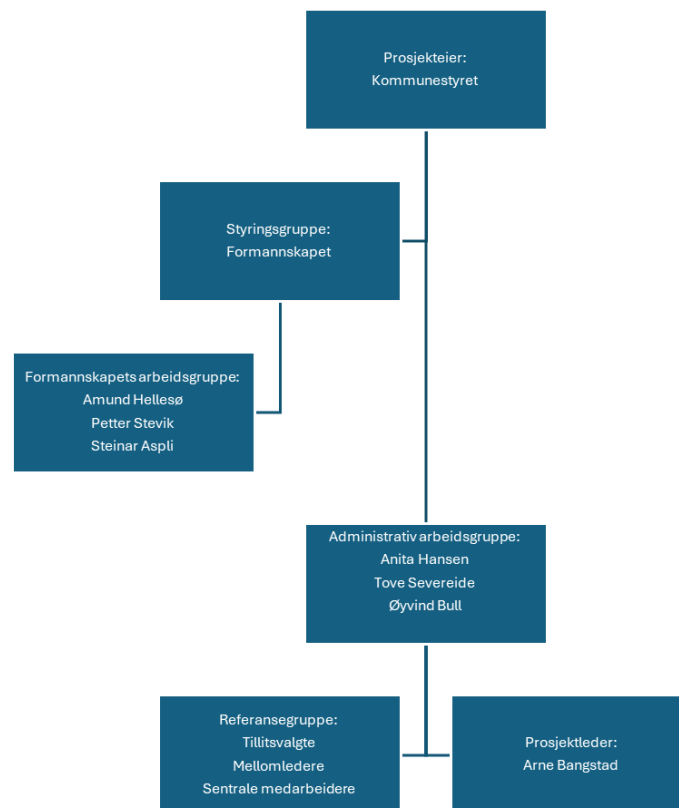 Prosjekteier:
Kommunestyret
Styringsgruppe:
Formannskapet
Formannskapets arbeidsgruppe:
Amund Hellesø
Petter Stevik
Steinar Aspli
Administrativ arbeidsgruppe:
Anita Hansen
Tove Severeide
Øyvind Bull
Referansegruppe:
Tillitsvalgte
Mellomledere
Sentrale medarbeidere
Prosjektleder:
Arne Bangstad